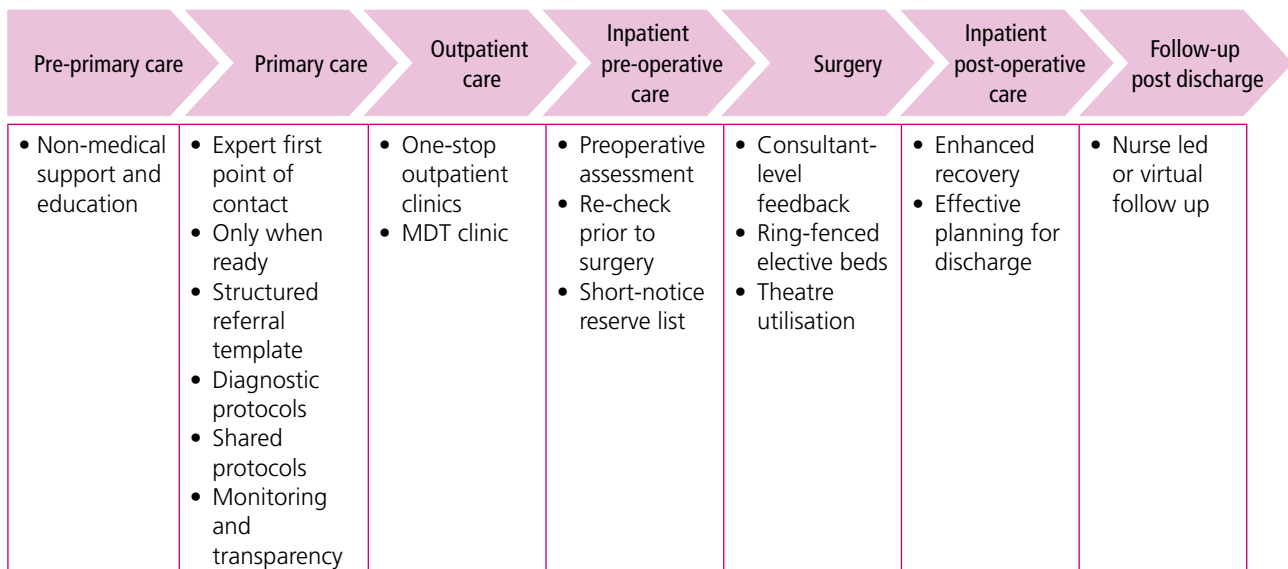 Pre-primary care
Primary care
Outpatient
care
Inpatient
pre-operative
care
Surgery
Inpatient
post-operative
care
Follow-up
post discharge
• Non-medical
support and
education
• Expert first
point of
contact
• Only when
ready
• Structured
referral
template
• Diagnostic
protocols
• Shared
protocols
• Monitoring
and
transparency
• One-stop
outpatient
clinics
• MDT clinic
• Preoperative
assessment
• Re-check
prior to
surgery
• Short-notice
reserve list
• Consultant-
level
feedback
• Ring-fenced
elective beds
• Theatre
utilisation
• Enhanced
recovery
• Effective
planning for
discharge
• Nurse led
or virtual
follow up